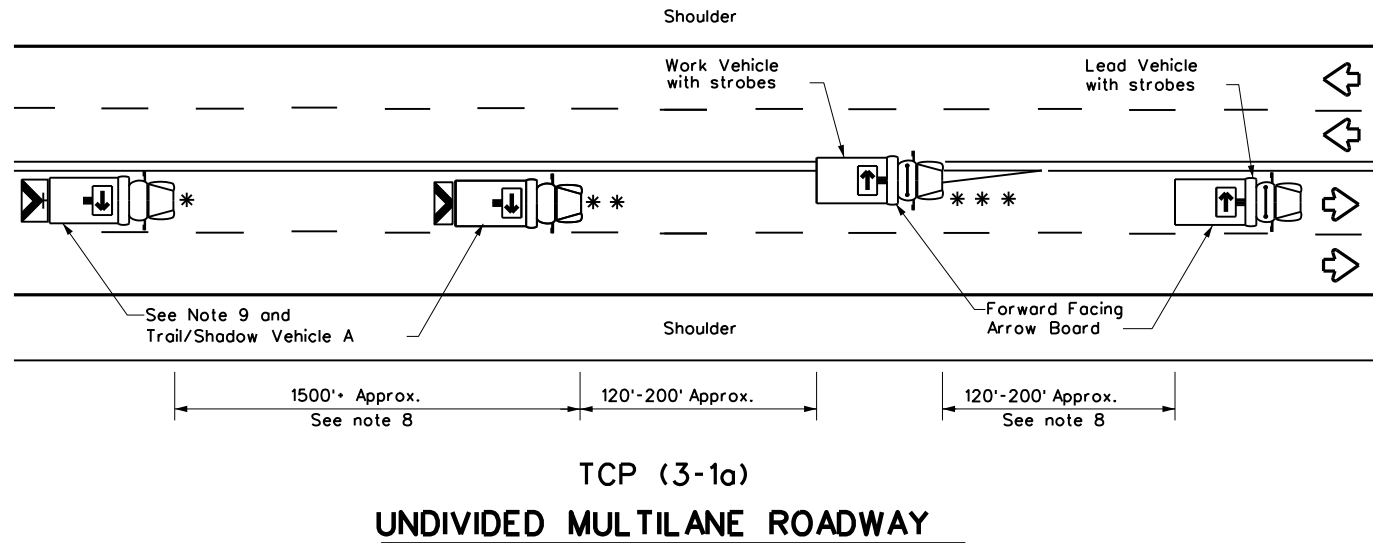 Shoulder
Work Vehicle
with strobes
Lead Vehicle
with strobes
*
* *
* * *
See Note 9 and
Trail/Shadow Vehicle A
Shoulder
Forward Facing
Arrow Board
1500'+ Approx.
See note 8
120'-200' Approx.
120'-200' Approx.
See note 8
TCP (3-1a)
UNDIVIDED MULTILANE ROADWAY